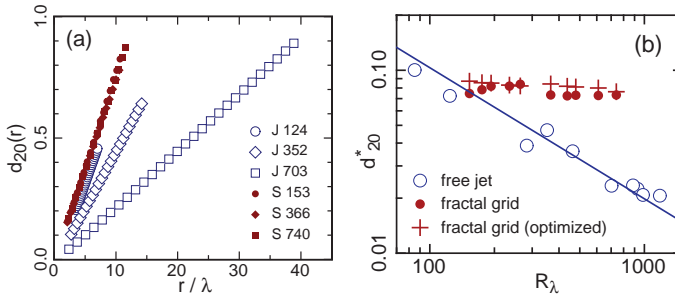 (a)
d20(r)
1.0
0.5
0.0
0 10 20 30 40
r / λ
J 124
J 352
J 703
S 153
S 366
S 740
(b)
d*20
0.10
0.01
100 1000
Rλ
free jet
fractal grid
fractal grid (optimized)